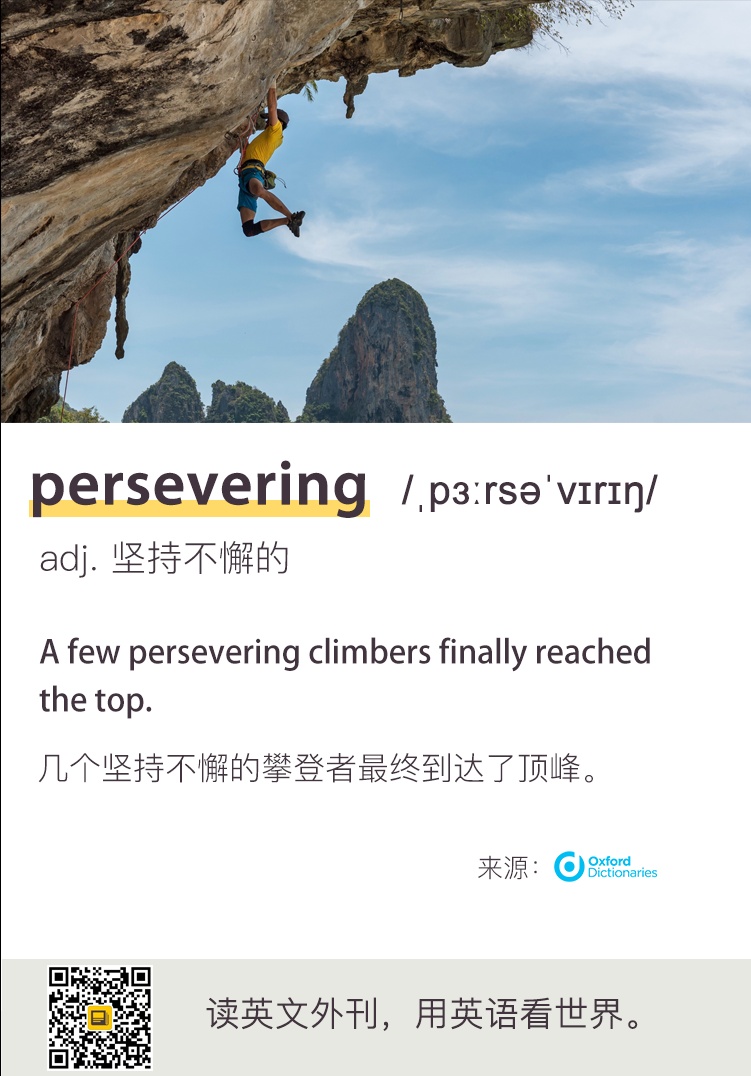 persevering /ˌpɜːrsəˈvɪrɪŋ/
adj. 坚持不懈的
A few persevering climbers finally reached
the top.
几个坚持不懈的攀登者最终到达了顶峰。
来源：Oxford
Dictionaries
读英文外刊，用英语看世界。